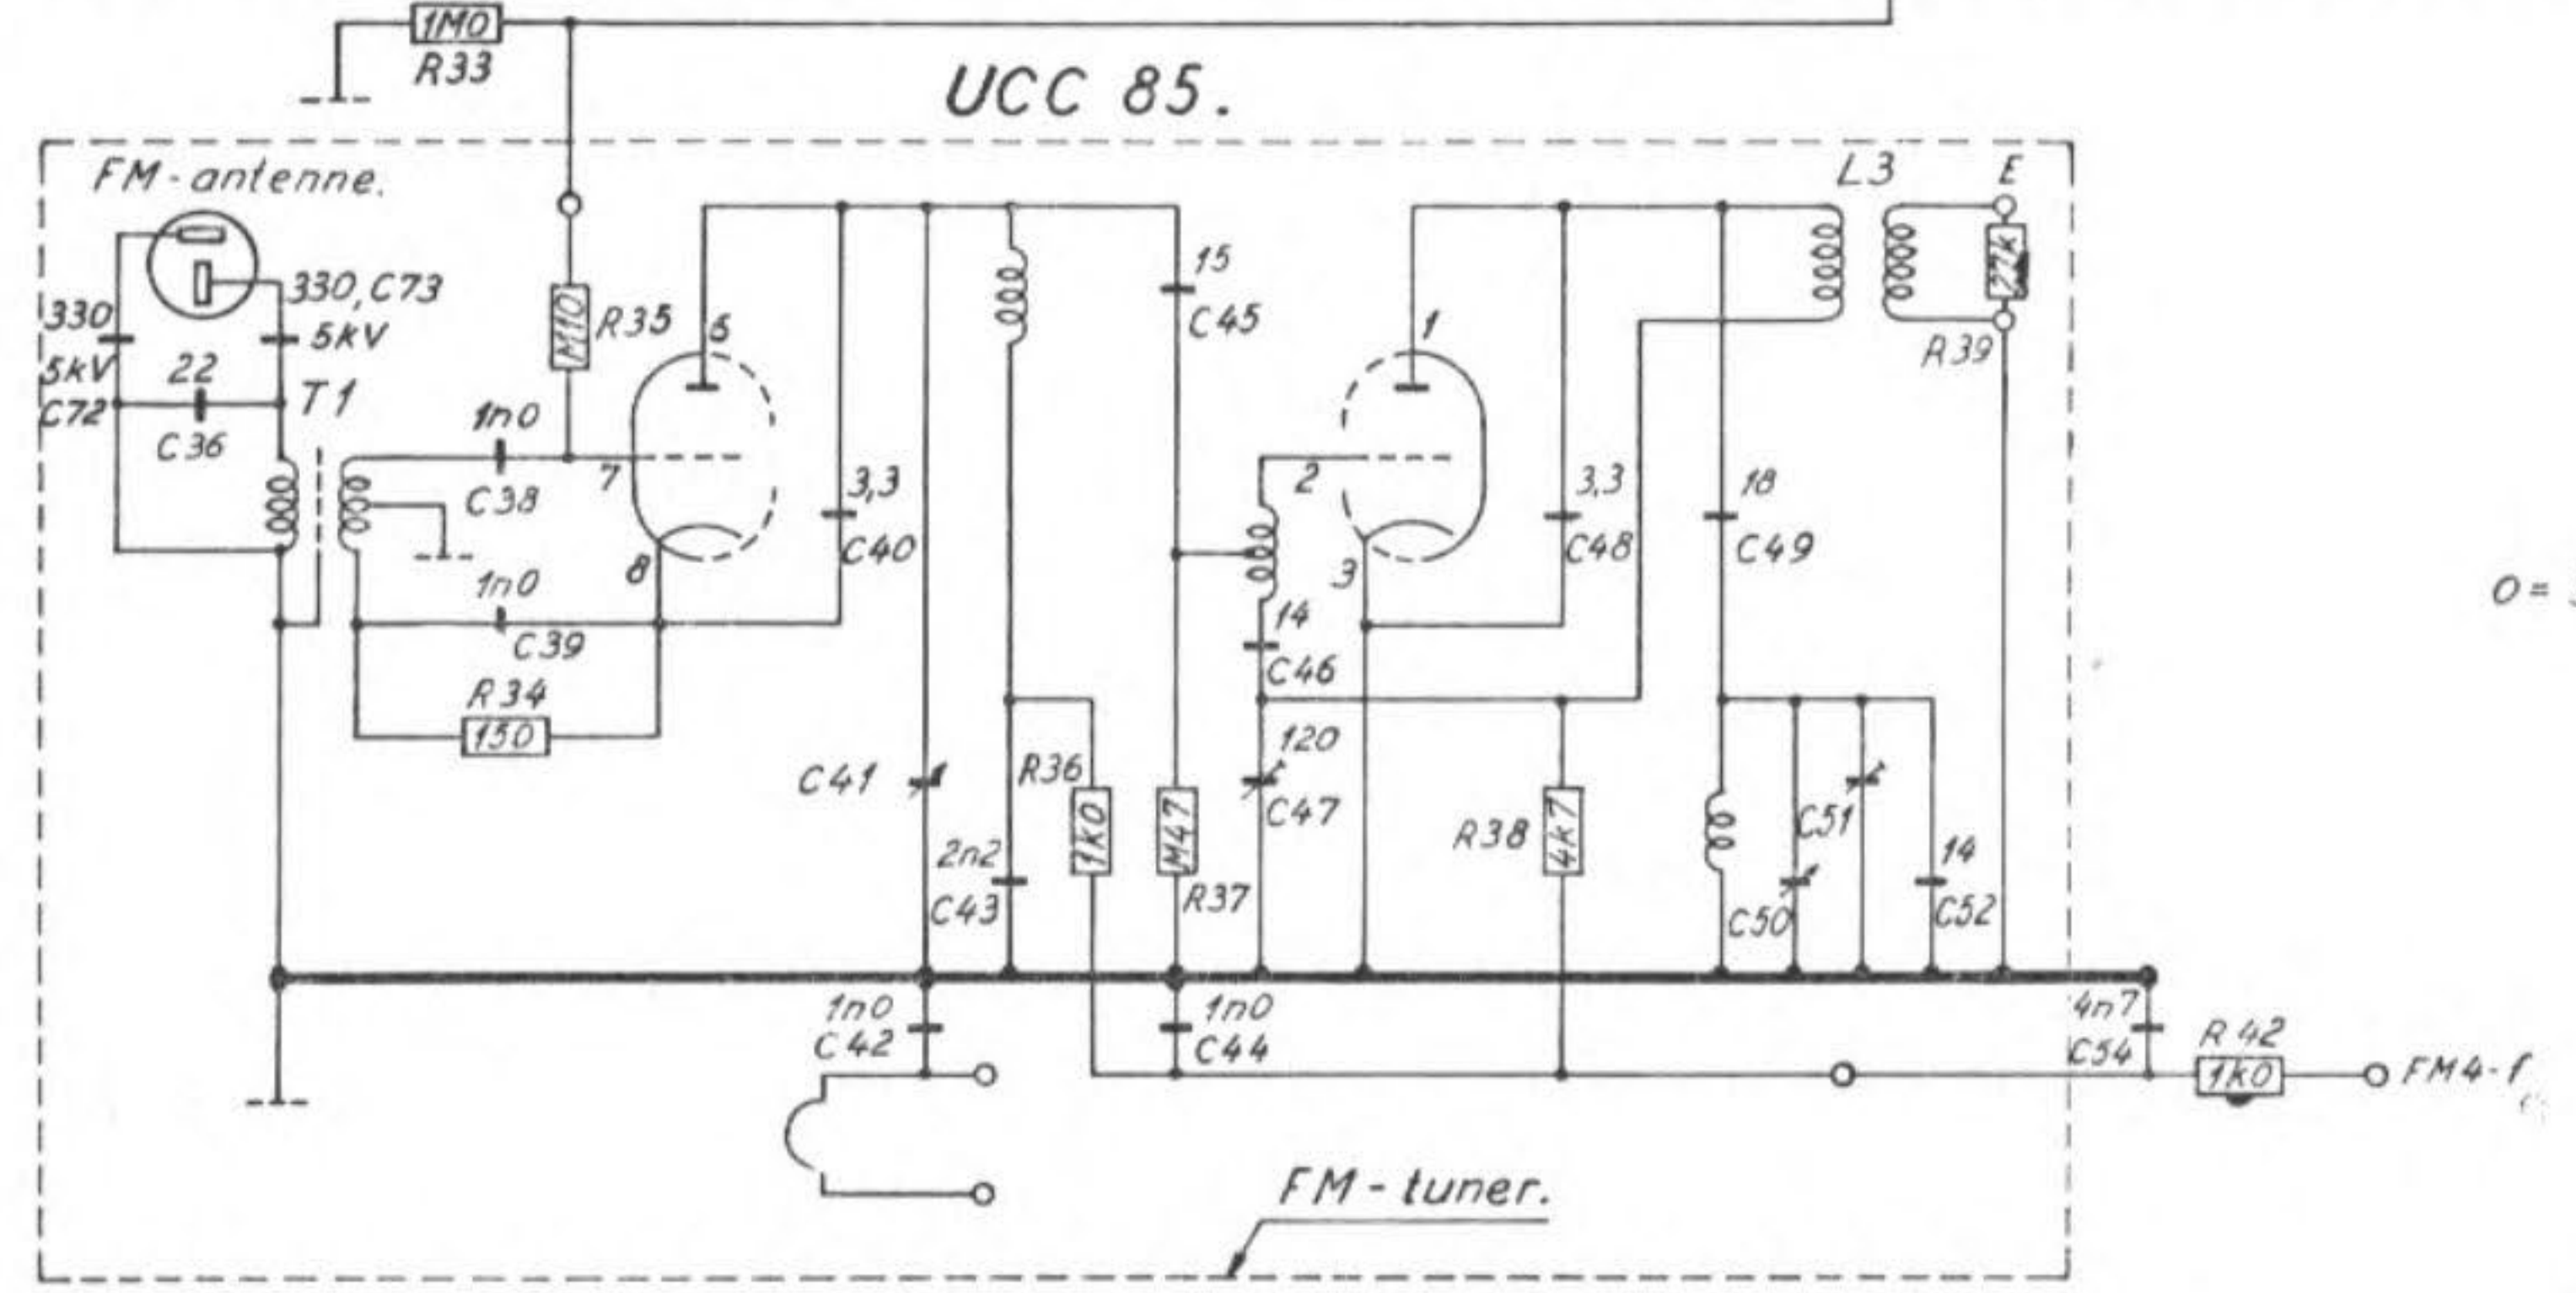 1M0
R33
UCC 85.
FM-antenne.
L3
E
330, C73
5kV
330
5kV
C72
22
C36
T1
M10
R35
6
15
C45
1
27k
R39
1n0
C38
7
3,3
C40
2
3,3
C48
18
C49
8
3
1n0
C39
14
C46
R34
150
C41
R36
1k0
M47
R37
120
C47
R38
4k7
C51
C50
14
C52
2n2
C43
0=
1n0
C42
1n0
C44
4n7
C54
R42
1k0
FM4-f
FM-tuner.